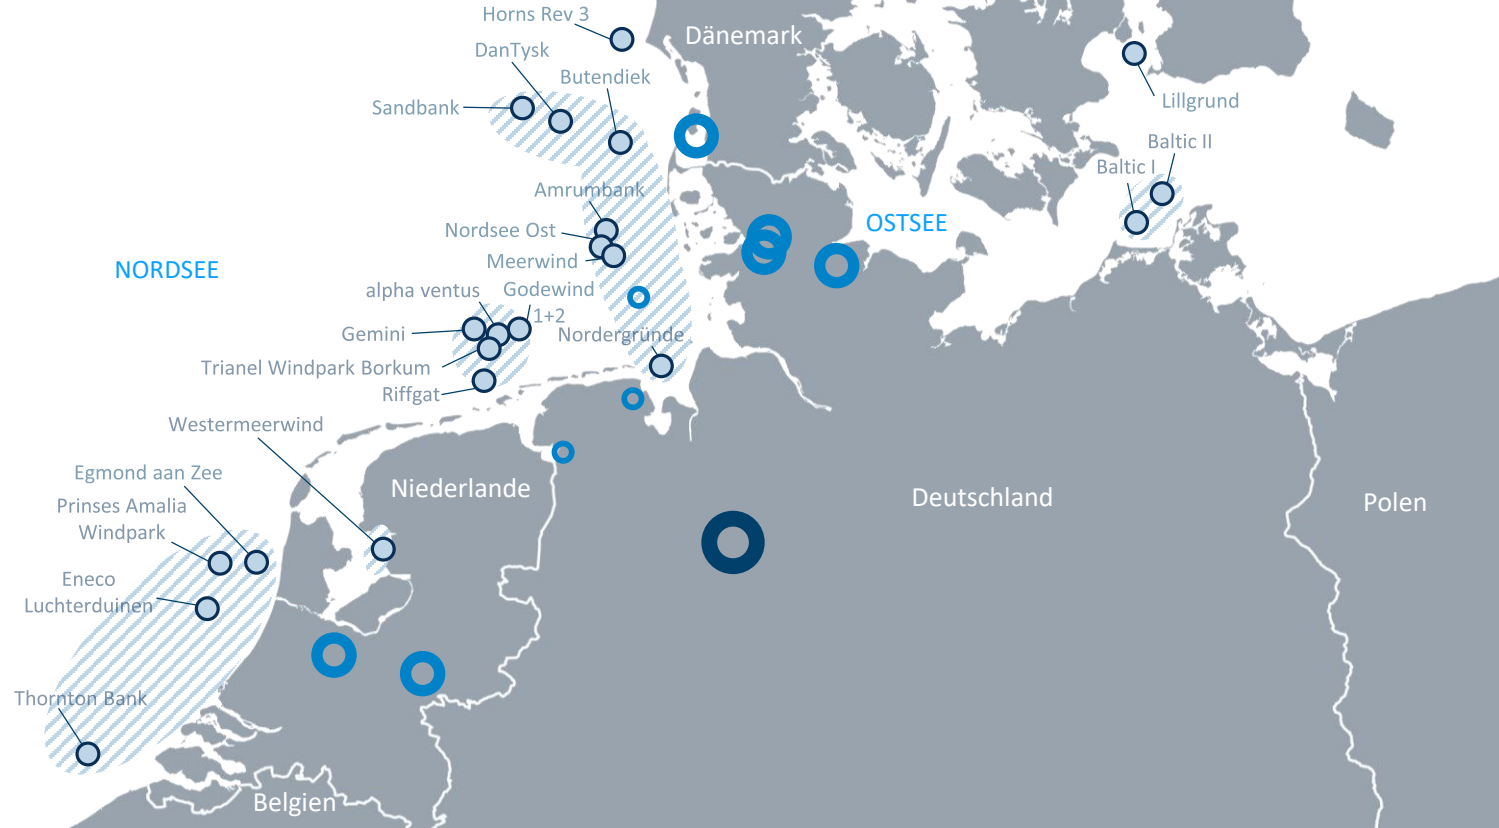 Horns Rev 3
Dänemark
DanTysk
Butendiek
Sandbank
Lillgrund
Baltic II
Baltic I
Amrumbank
OSTSEE
Nordsee Ost
Meerwind
NORDSEE
alpha ventus
Godewind
1+2
Gemini
Nordergründe
Trianel Windpark Borkum
Riffgat
Westermeerwind
Egmond aan Zee
Niederlande
Deutschland
Polen
Prinses Amalia
Windpark
Eneco
Luchterduinen
Thornton Bank
Belgien